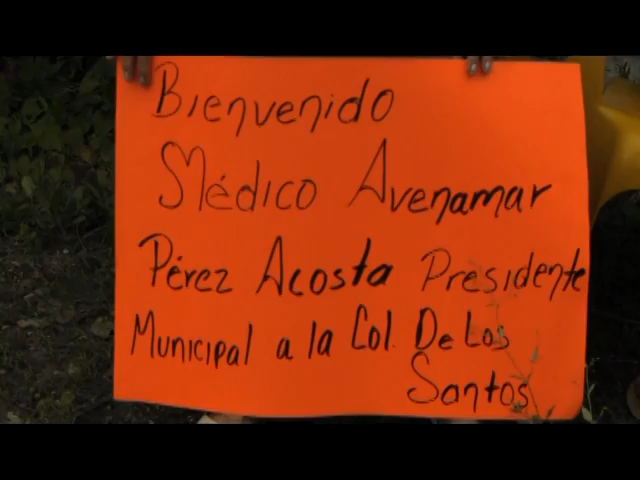 Bienvenido
Médico Avenamar
Pérez Acosta Presidente
Municipal a la Col. De Los
Santos